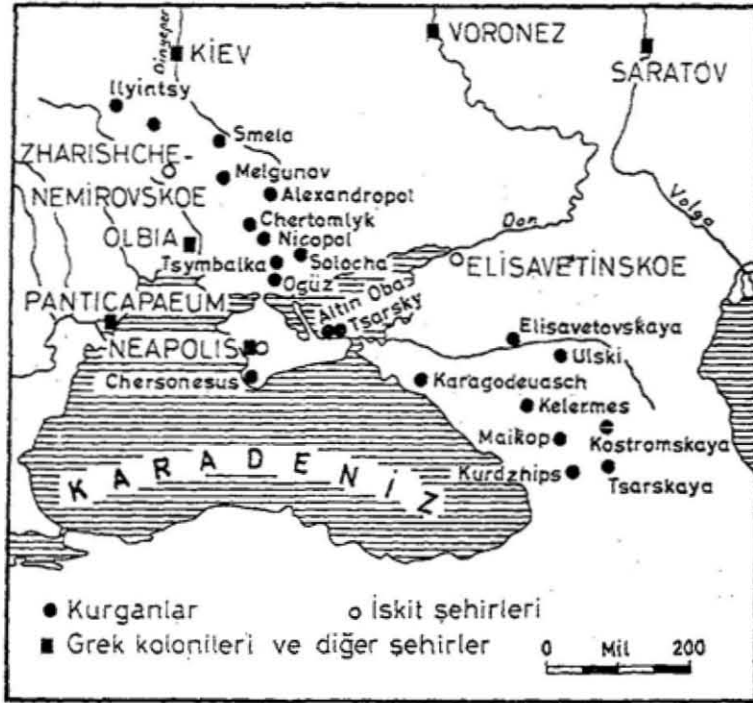 Dinyeper
KİEV
VORONEZ
SARATOV
Ilyintsy
Smela
ZHARISHCHE-
NEMİROVSKOE
Melgunov
Alexandropol
Chertomlyk
Nicopol
OLBIA
Tsymbalka
Solocha
Oguz
Don
Volga
ELİSAVETİNSKOE
PANTICAPAEUM
Altın Oba
Tsarsky
Elisavetovskaya
NEAPOLIS
Ulski
Chersonesus
Karagodeuasch
Kelermes
Maikop
Kostromskaya
Kurdzhips
Tsarskaya
KARADENİZ
Kurganlar
İskit şehirleri
Grek kolonileri ve diğer şehirler
0 Mil 200